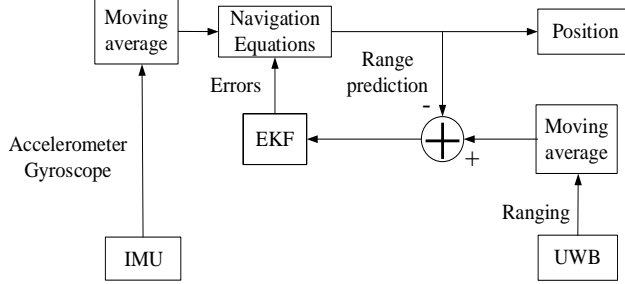 Moving
average
Navigation
Equations
Position
Range
prediction
Errors
-
Moving
average
EKF
+
Accelerometer
Gyroscope
Ranging
IMU
UWB